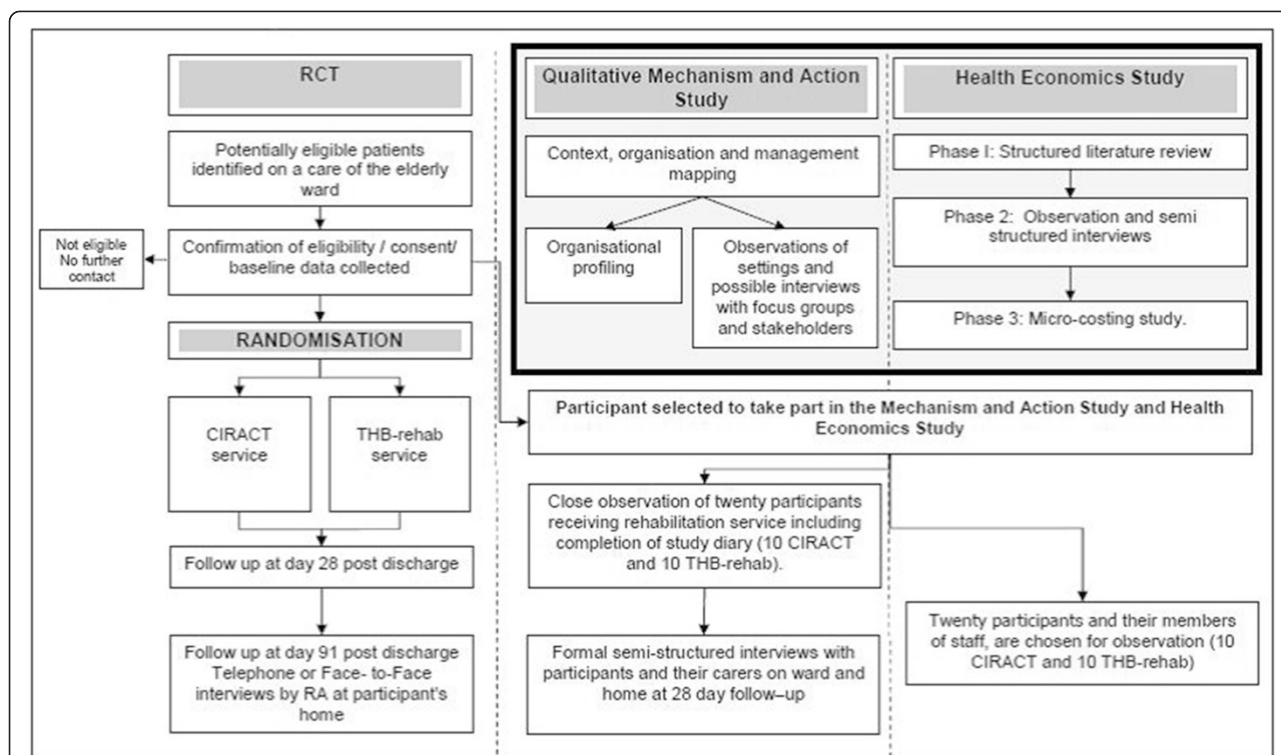 RCT
Potentially eligible patients
identified on a care of the elderly
ward
Not eligible
No further
contact
Confirmation of eligibility / consent/
baseline data collected
RANDOMISATION
CIRACT
service
THB-rehab
service
Follow up at day 28 post discharge
Follow up at day 91 post discharge
Telephone or Face- to-Face
interviews by RA at participant's
home
Qualitative Mechanism and Action
Study
Context, organisation and management
mapping
Organisational
profiling
Observations of
settings and
possible interviews
with focus groups
and stakeholders
Health Economics Study
Phase I: Structured literature review
Phase 2: Observation and semi
structured interviews
Phase 3: Micro-costing study.
Participant selected to take part in the Mechanism and Action Study and Health
Economics Study
Close observation of twenty participants
receiving rehabilitation service including
completion of study diary (10 CIRACT
and 10 THB-rehab).
Formal semi-structured interviews with
participants and their carers on ward and
home at 28 day follow–up
Twenty participants and their members
of staff, are chosen for observation (10
CIRACT and 10 THB-rehab)